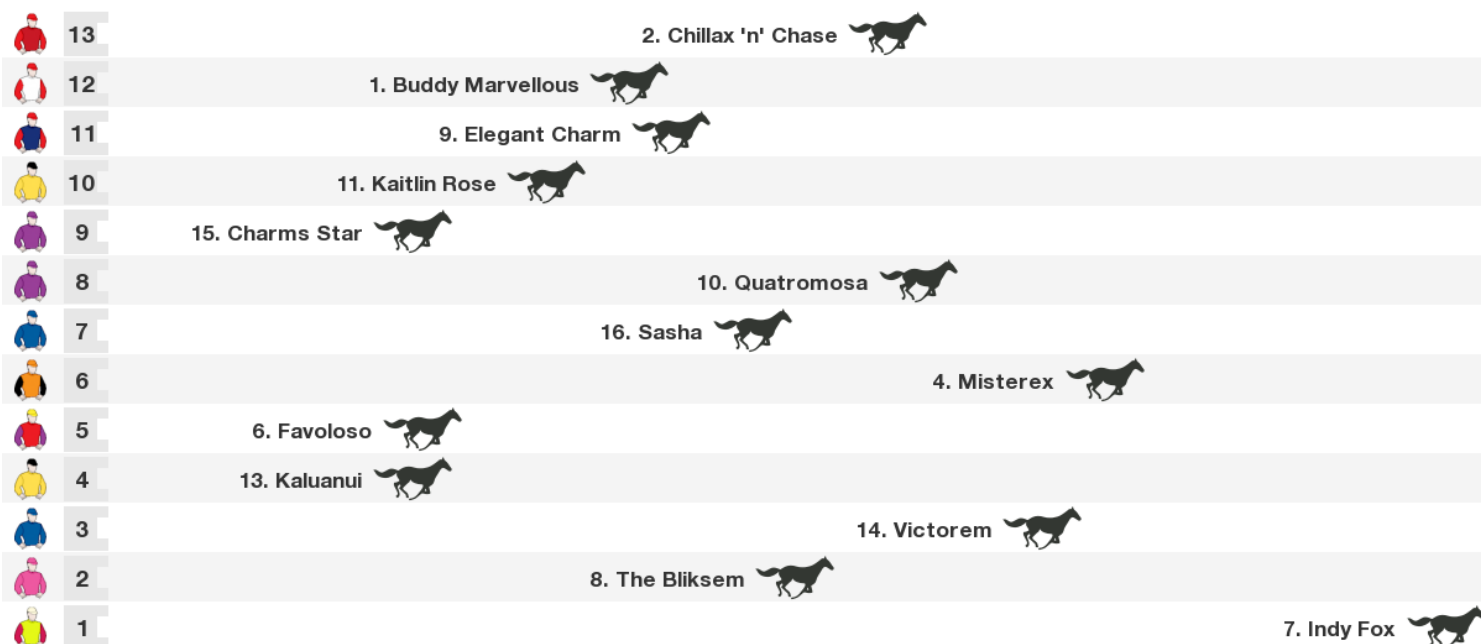 13 2. Chillax 'n' Chase
12 1. Buddy Marvellous
11 9. Elegant Charm
10 11. Kaitlin Rose
9 15. Charms Star
8 10. Quatromosa
7 16. Sasha
6 4. Misterex
5 6. Favoloso
4 13. Kaluanui
3 14. Victorem
2 8. The Bliksem
1 7. Indy Fox